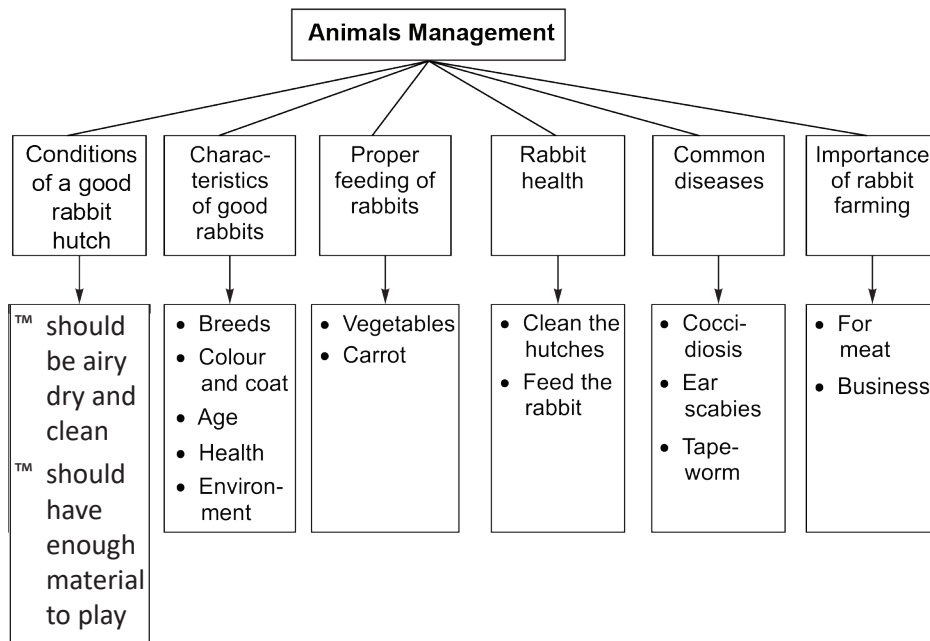 Animals Management
Conditions
of a good
rabbit
hutch
Charac-
teristics
of good
rabbits
Proper
feeding of
rabbits
Rabbit
health
Common
diseases
Importance
of rabbit
farming
™ should
be airy
dry and
clean
™ should
have
enough
material
to play
• Breeds
• Colour
and coat
• Age
• Health
• Environ-
ment
• Vegetables
• Carrot
• Clean the
hutches
• Feed the
rabbit
• Cocci-
diosis
• Ear
scabies
• Tape-
worm
• For
meat
• Business